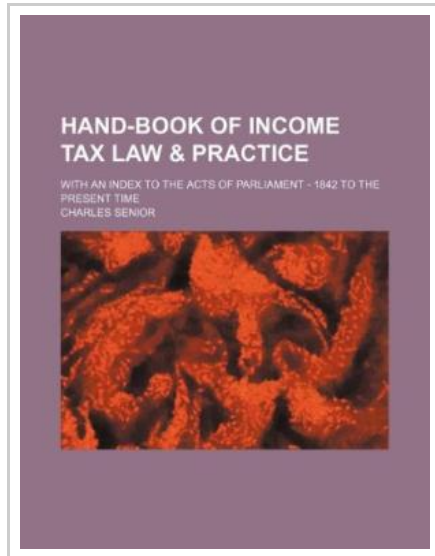 HAND-BOOK OF INCOME
TAX LAW & PRACTICE
WITH AN INDEX TO THE ACTS OF PARLIAMENT - 1842 TO THE
PRESENT TIME
CHARLES SENIOR